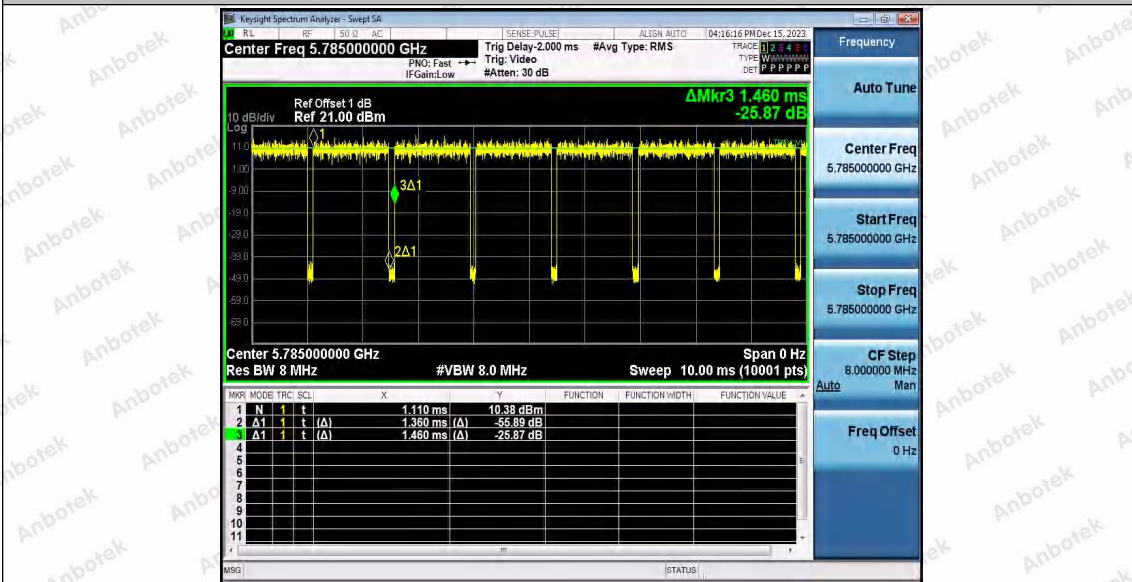 Keysight Spectrum Analyzer - Swept SA
RL RF 50 Ω AC SENSE:PULSE ALIGN AUTO 04:16:16 PM Dec 15, 2023
Center Freq 5.785000000 GHz
PNO: Fast
IFGain:Low
Trig Delay-2.000 ms
Trig: Video
#Atten: 30 dB
#Avg Type: RMS
TRACE 1 2 3 4
TYPE W
DET P P P P P P
ΔMkr3 1.460 ms
-25.87 dB
Ref Offset 1 dB
10 dB/div Ref 21.00 dBm
Log
11.0
1.00
-9.00
-19.0
-29.0
-39.0
-49.0
-59.0
-69.0
1
3Δ1
2Δ1
Center 5.785000000 GHz Span 0 Hz
Res BW 8 MHz #VBW 8.0 MHz Sweep 10.00 ms (10001 pts)
MKR MODE TRC SCL X Y FUNCTION FUNCTION WIDTH FUNCTION VALUE
1 N 1 t 1.110 ms 10.38 dBm
2 Δ1 1 t (Δ) 1.360 ms (Δ) -55.89 dB
3 Δ1 1 t (Δ) 1.460 ms (Δ) -25.87 dB
4
5
6
7
8
9
10
11
MSG STATUS
Frequency
Auto Tune
Center Freq
5.785000000 GHz
Start Freq
5.785000000 GHz
Stop Freq
5.785000000 GHz
CF Step
8.000000 MHz
Auto Man
Freq Offset
0 Hz
Anbotek